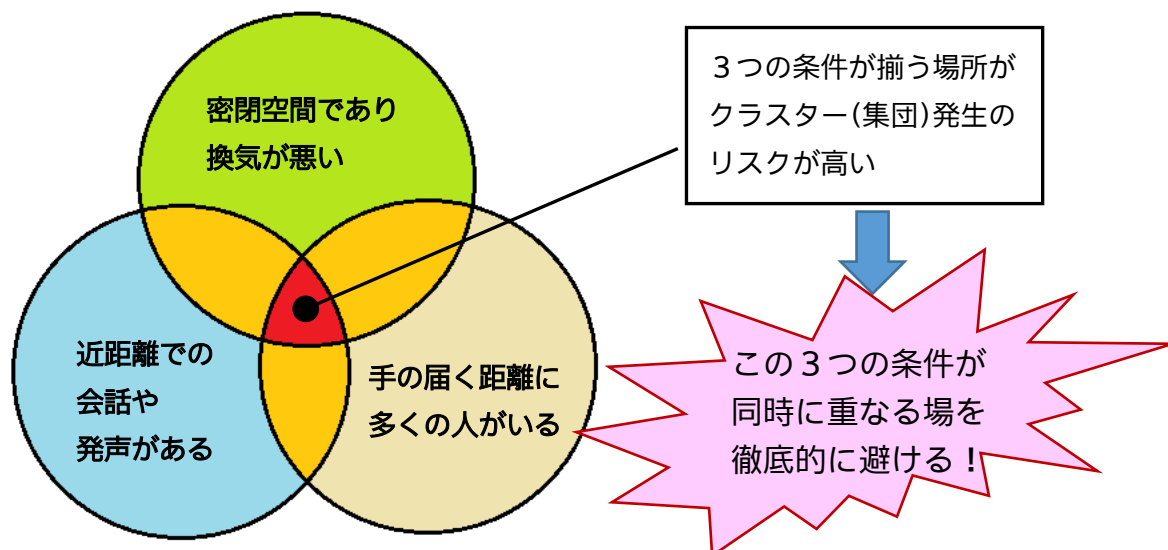 密閉空間であり
換気が悪い
近距離での
会話や
発声がある
手の届く距離に
多くの人がいる
３つの条件が揃う場所が
クラスター(集団)発生の
リスクが高い
この３つの条件が
同時に重なる場を
徹底的に避ける！